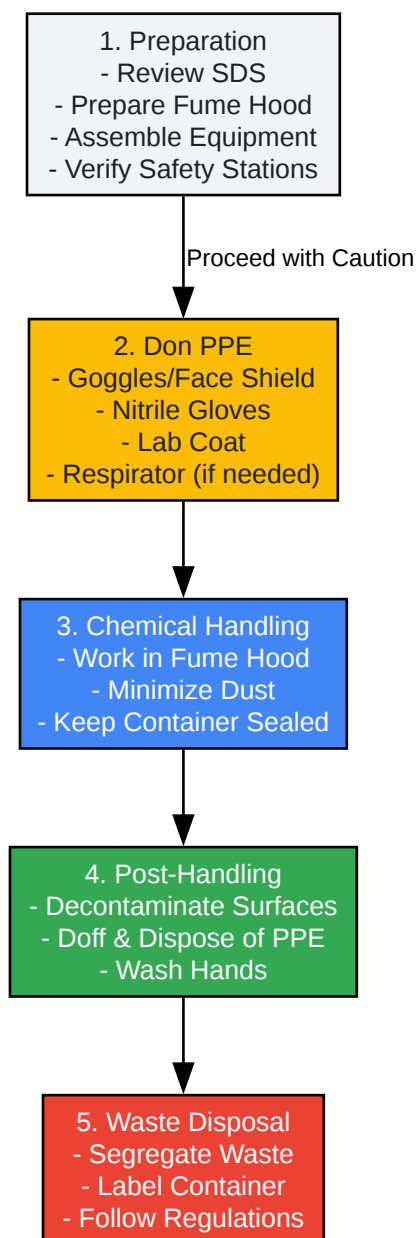 1. Preparation
- Review SDS
- Prepare Fume Hood
- Assemble Equipment
- Verify Safety Stations
Proceed with Caution
2. Don PPE
- Goggles/Face Shield
- Nitrile Gloves
- Lab Coat
- Respirator (if needed)
3. Chemical Handling
- Work in Fume Hood
- Minimize Dust
- Keep Container Sealed
4. Post-Handling
- Decontaminate Surfaces
- Doff & Dispose of PPE
- Wash Hands
5. Waste Disposal
- Segregate Waste
- Label Container
- Follow Regulations